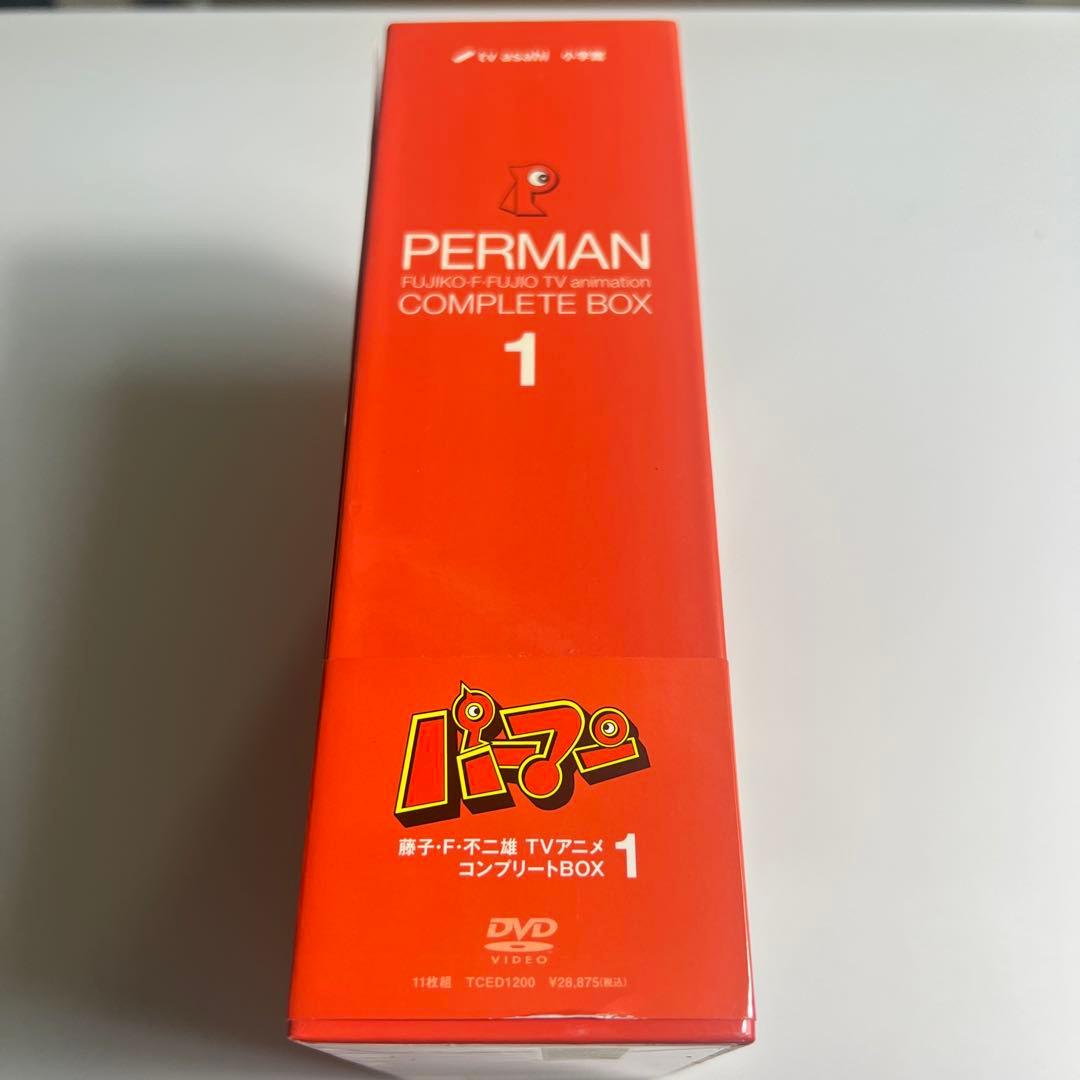 tv asahi 小学館
P
PERMAN
FUJIKO・F・FUJIO TV animation
COMPLETE BOX
1
パーマン
藤子・F・不二雄 TVアニメ
コンプリートBOX 1
DVD
VIDEO
11枚組 TCED1200 ¥28,875(税込)